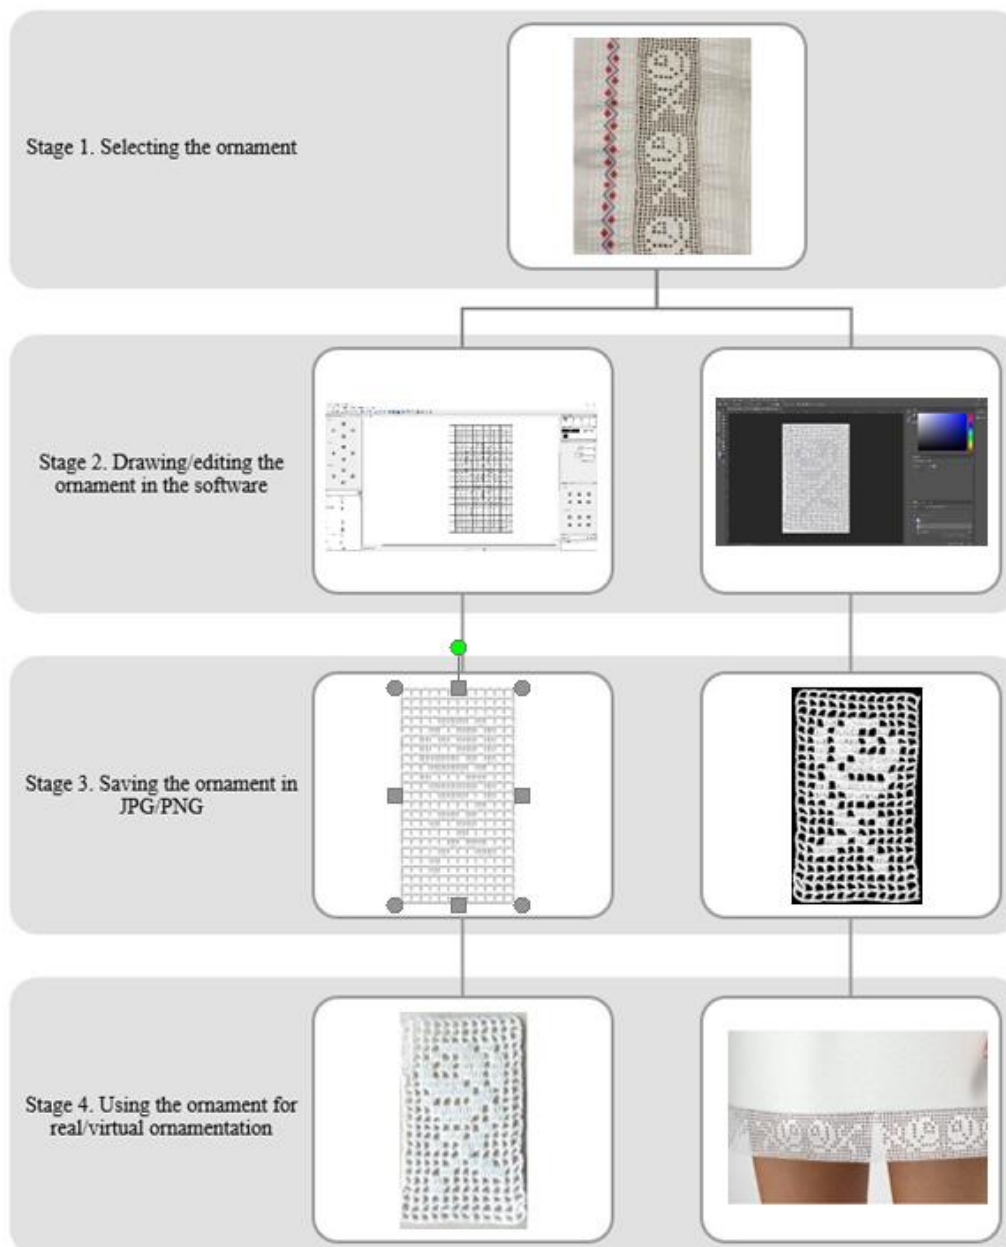 Stage 1. Selecting the ornament
Stage 2. Drawing/editing the
ornament in the software
Stage 3. Saving the ornament in
JPG/PNG
Stage 4. Using the ornament for
real/virtual ornamentation